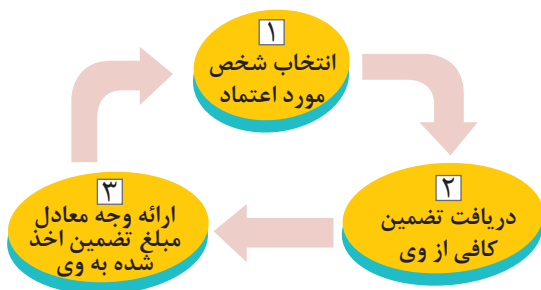 ۱
انتخاب شخص
مورد اعتماد
۲
دریافت تضمین
کافی از وی
۳
ارائه وجه معادل
مبلغ تضمین اخذ
شده به وی